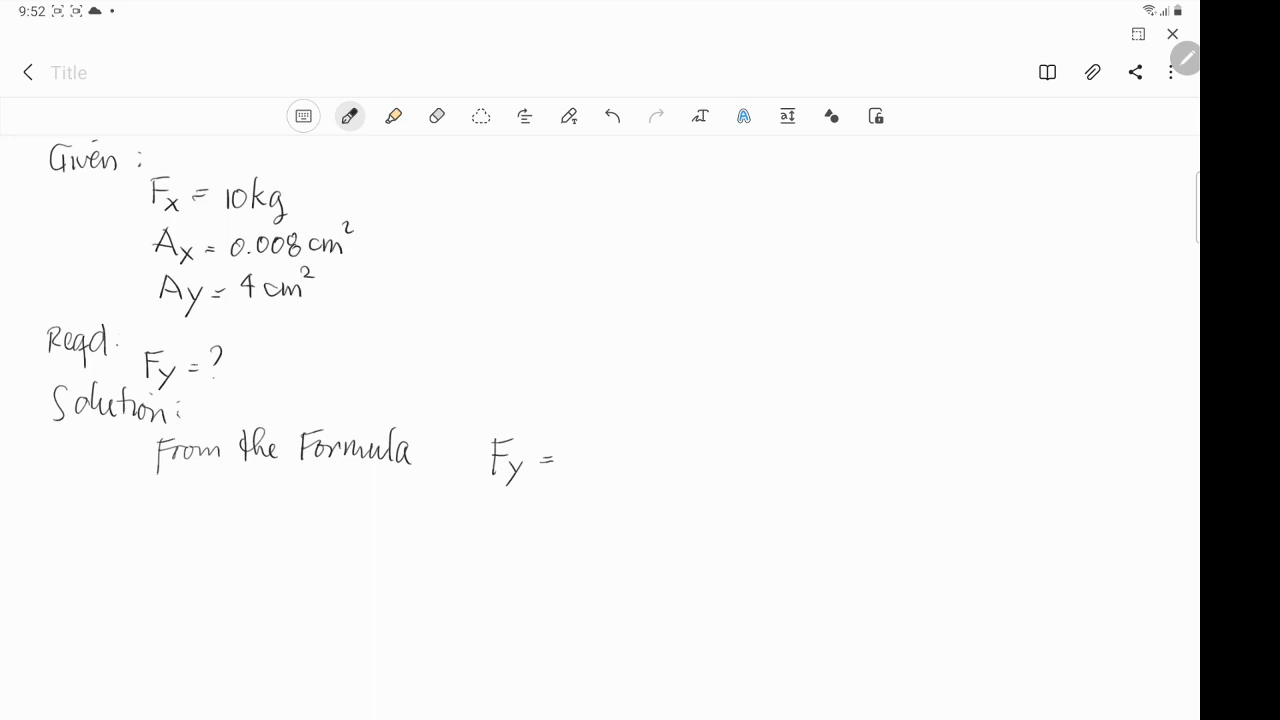 9:52
Title
Given :
Fx = 10kg
Ax = 0.008 cm²
Ay = 4 cm²
Reqd:
Fy = ?
Solution:
From the Formula Fy =